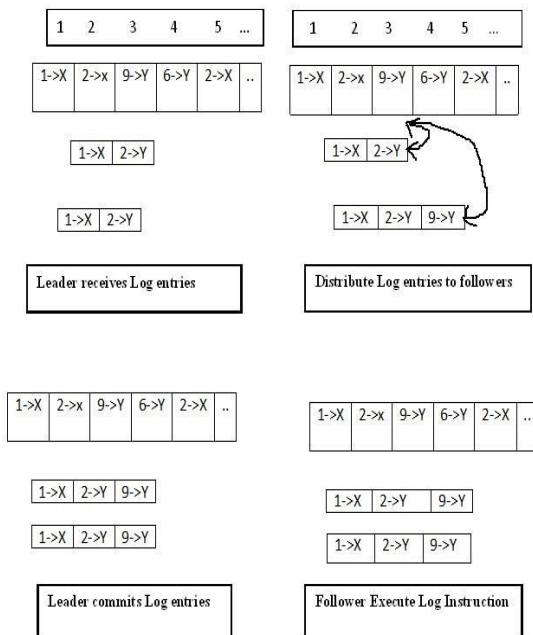 1 2 3 4 5 ...
1->X 2->x 9->Y 6->Y 2->X ..
1->X 2->Y
1->X 2->Y
Leader receives Log entries
1 2 3 4 5 ...
1->X 2->x 9->Y 6->Y 2->X ..
1->X 2->Y
1->X 2->Y 9->Y
Distribute Log entries to followers
1->X 2->x 9->Y 6->Y 2->X ..
1->X 2->Y 9->Y
1->X 2->Y 9->Y
Leader commits Log entries
1->X 2->x 9->Y 6->Y 2->X ..
1->X 2->Y 9->Y
1->X 2->Y 9->Y
Follower Execute Log Instruction